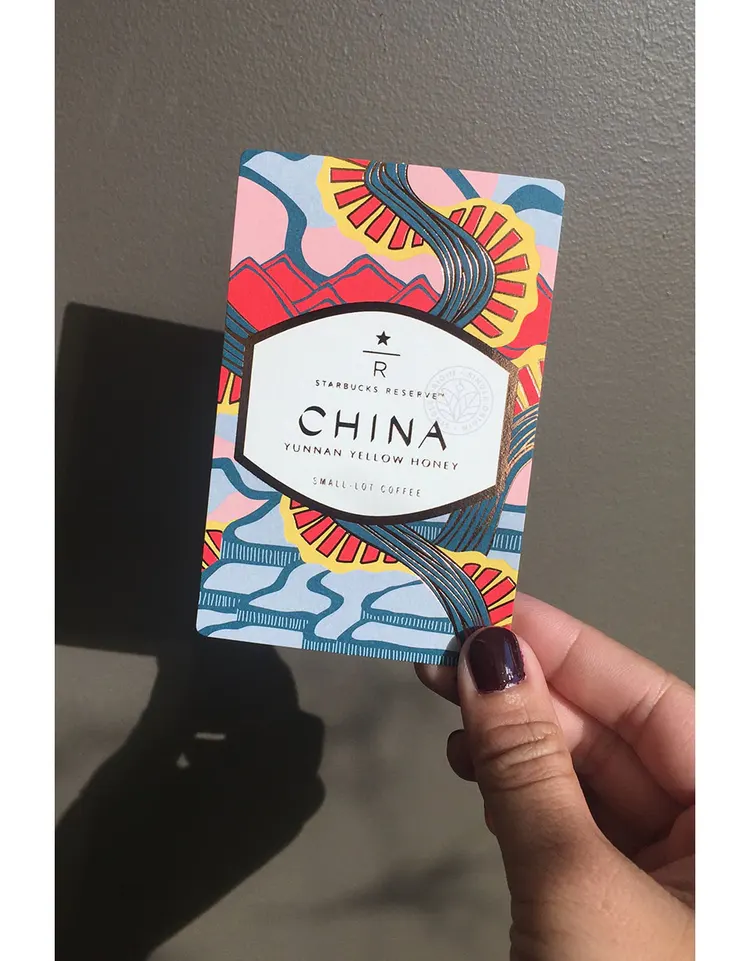 R
STARBUCKS RESERVE™
CHINA
YUNNAN YELLOW HONEY
SMALL-LOT COFFEE